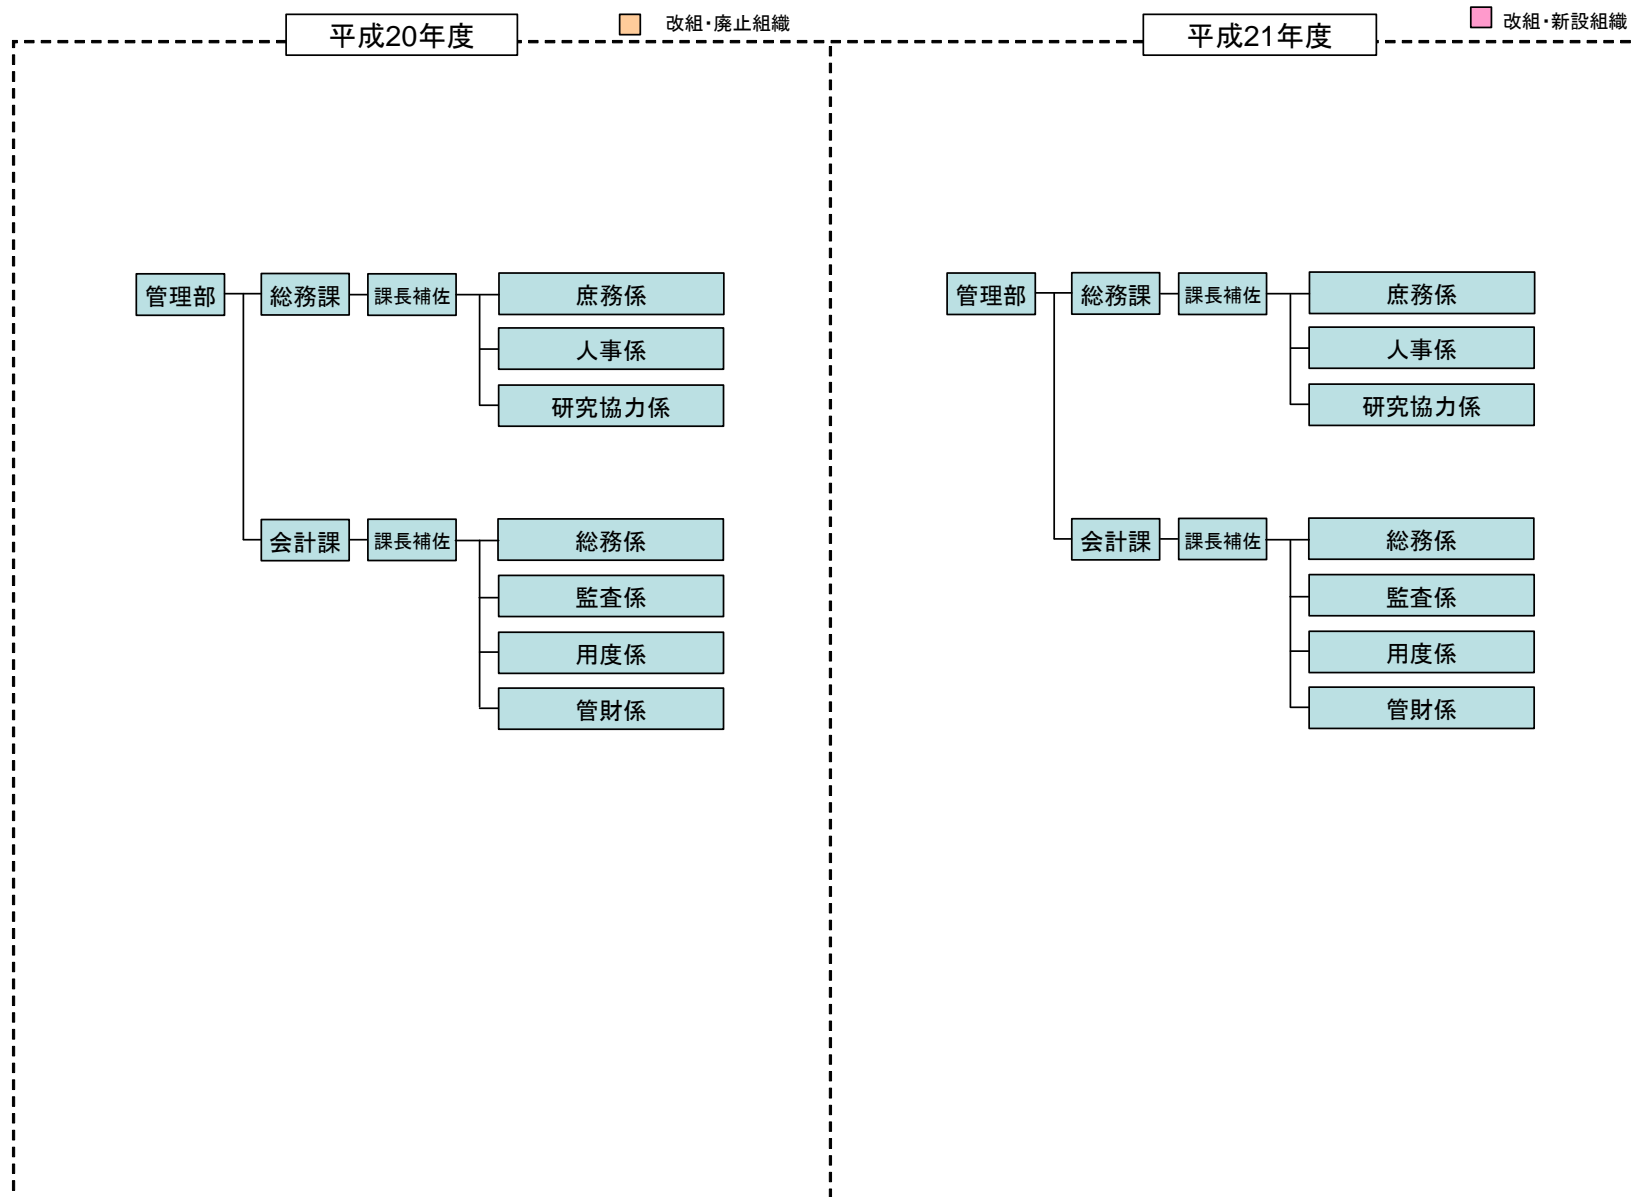 平成20年度
改組・廃止組織
管理部
総務課
課長補佐
庶務係
人事係
研究協力係
会計課
課長補佐
総務係
監査係
用度係
管財係
平成21年度
改組・新設組織
管理部
総務課
課長補佐
庶務係
人事係
研究協力係
会計課
課長補佐
総務係
監査係
用度係
管財係